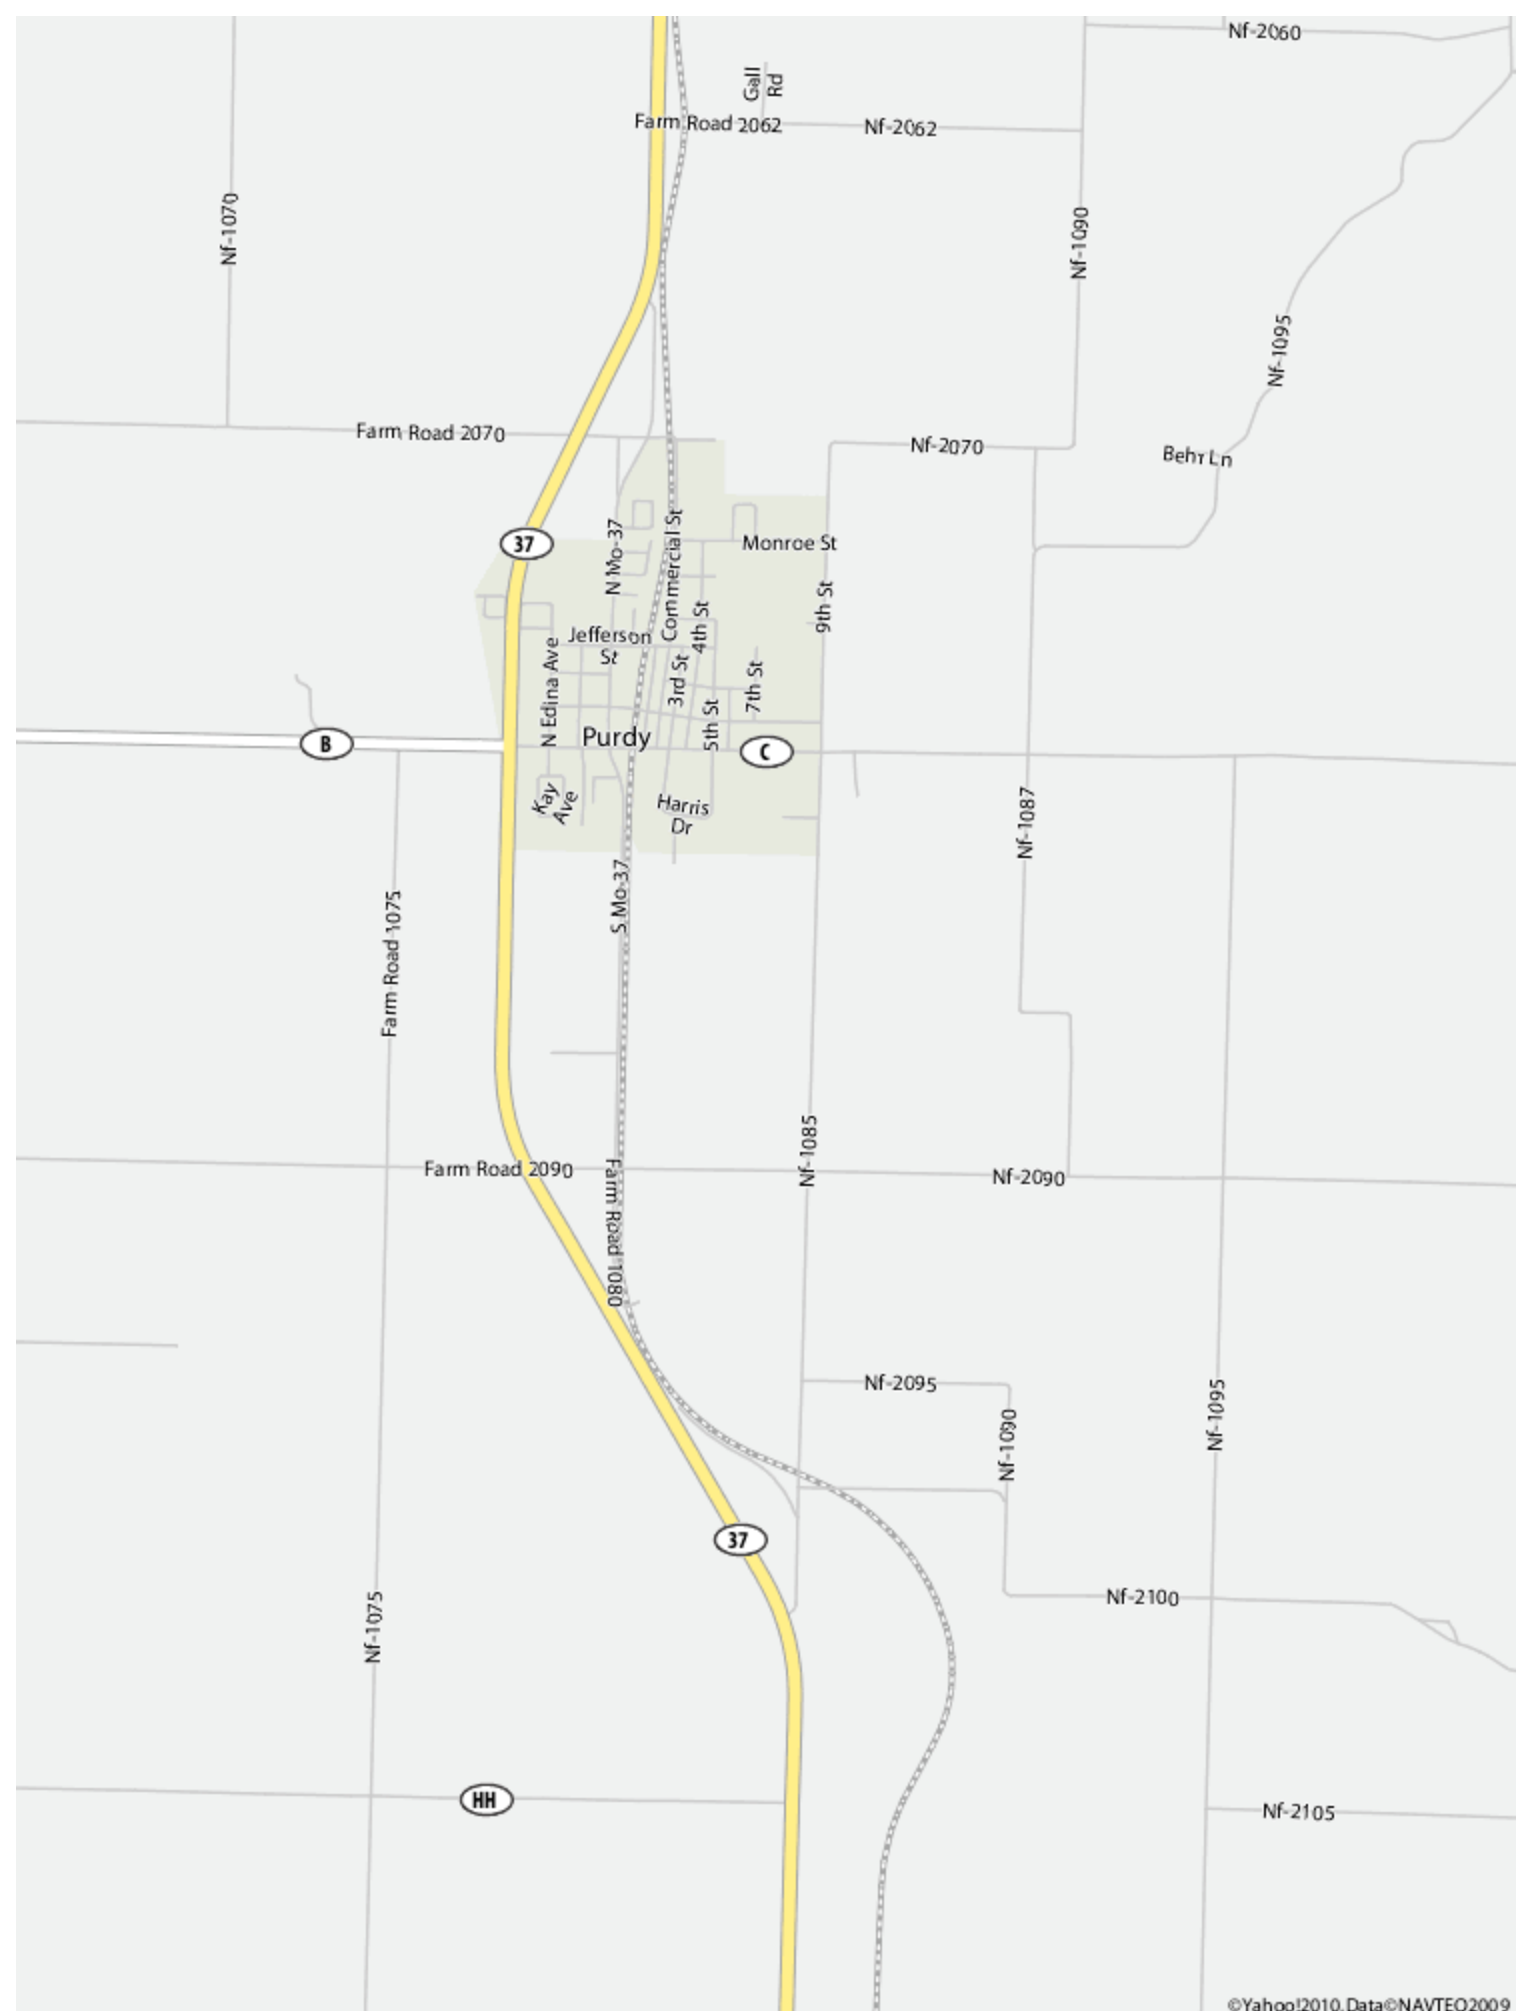 Nf-2060
Gall
Rd
Farm Road 2062
Nf-2062
Nf-1070
Nf-1090
Nf-1095
Farm Road 2070
Nf-2070
Behr Ln
37
N Mo-37
Commercial St
Monroe St
9th St
4th St
Jefferson
St
N Edina Ave
3rd St
7th St
5th St
B
Purdy
C
Kay
Ave
Harris
Dr
Nf-1087
S Mo-37
Farm Road 1075
Nf-1085
Farm Road 2090
Nf-2090
Farm Road 1080
Nf-2095
Nf-1090
Nf-1095
37
Nf-2100
Nf-1075
HH
Nf-2105
©Yahoo!2010,Data©NAVTEQ2009